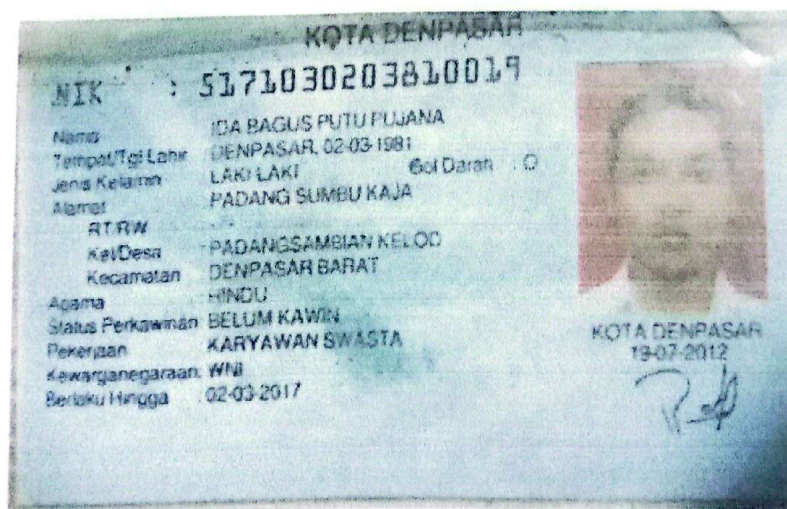 KOTA DENPASAR
NIK : 5171030203810019
Nama IDA BAGUS PUTU PUJANA
Tempat/Tgl Lahir : DENPASAR, 02-03-1981
Jenis Kelamin LAKI LAKI Gol Darah : O
Alamat PADANG SUMBU KAJA
RT/RW
Kel/Desa : PADANGSAMBIAN KELOD
Kecamatan : DENPASAR BARAT
Agama : HINDU
Status Perkawinan BELUM KAWIN
Pekerjaan KARYAWAN SWASTA
Kewarganegaraan: WNI
Berlaku Hingga : 02-03-2017
KOTA DENPASAR
19-07-2012